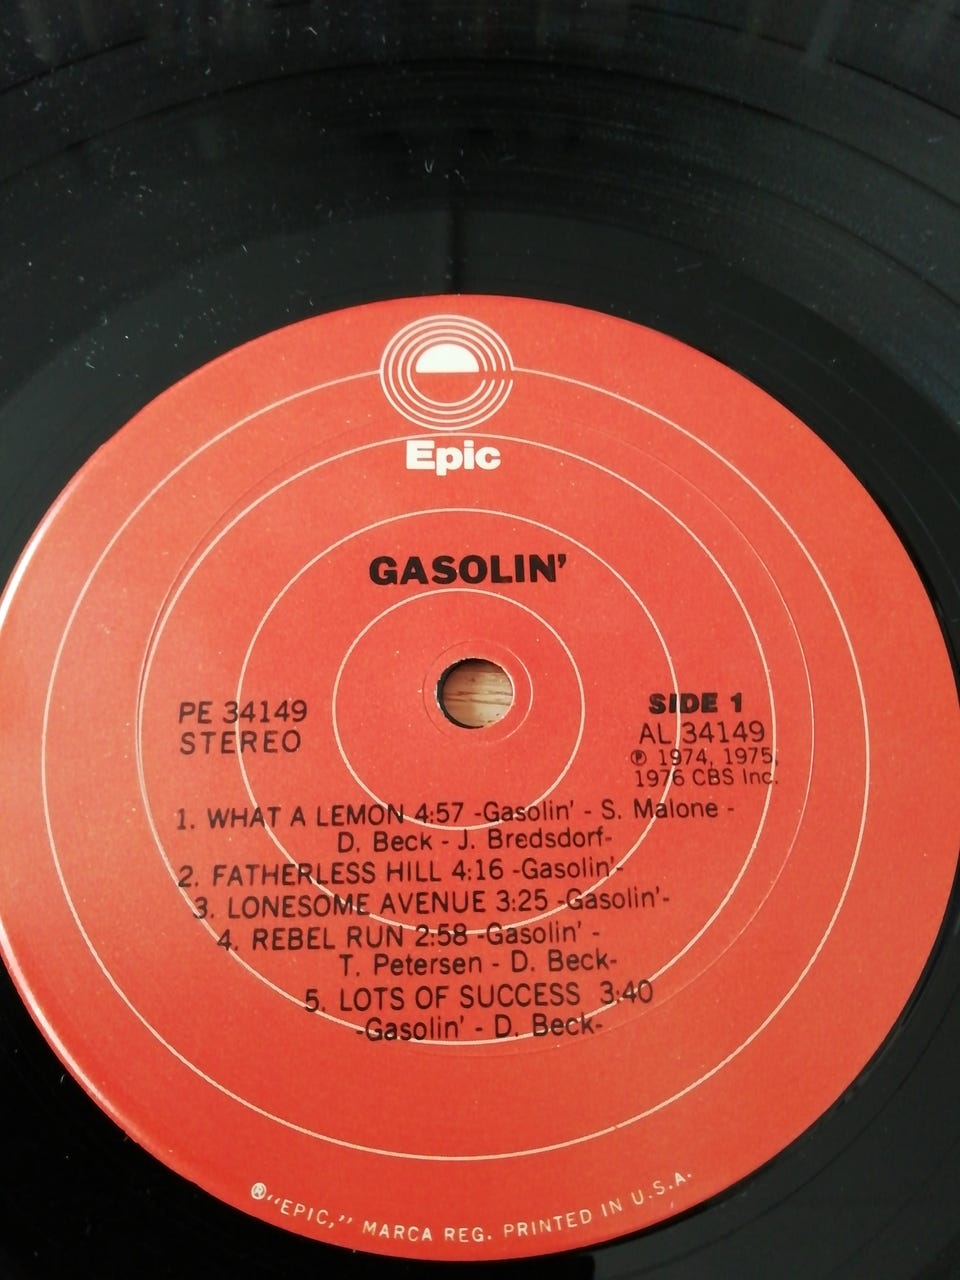 Epic
GASOLIN'
PE 34149
STEREO
SIDE 1
AL 34149
℗ 1974, 1975,
1976 CBS Inc.
1. WHAT A LEMON 4:57 -Gasolin' - S. Malone -
D. Beck - J. Bredsdorf-
2. FATHERLESS HILL 4:16 -Gasolin'-
3. LONESOME AVENUE 3:25 -Gasolin'-
4. REBEL RUN 2:58 -Gasolin' -
T. Petersen - D. Beck-
5. LOTS OF SUCCESS 3:40
-Gasolin' - D. Beck-
®"EPIC," MARCA REG. PRINTED IN U.S.A.